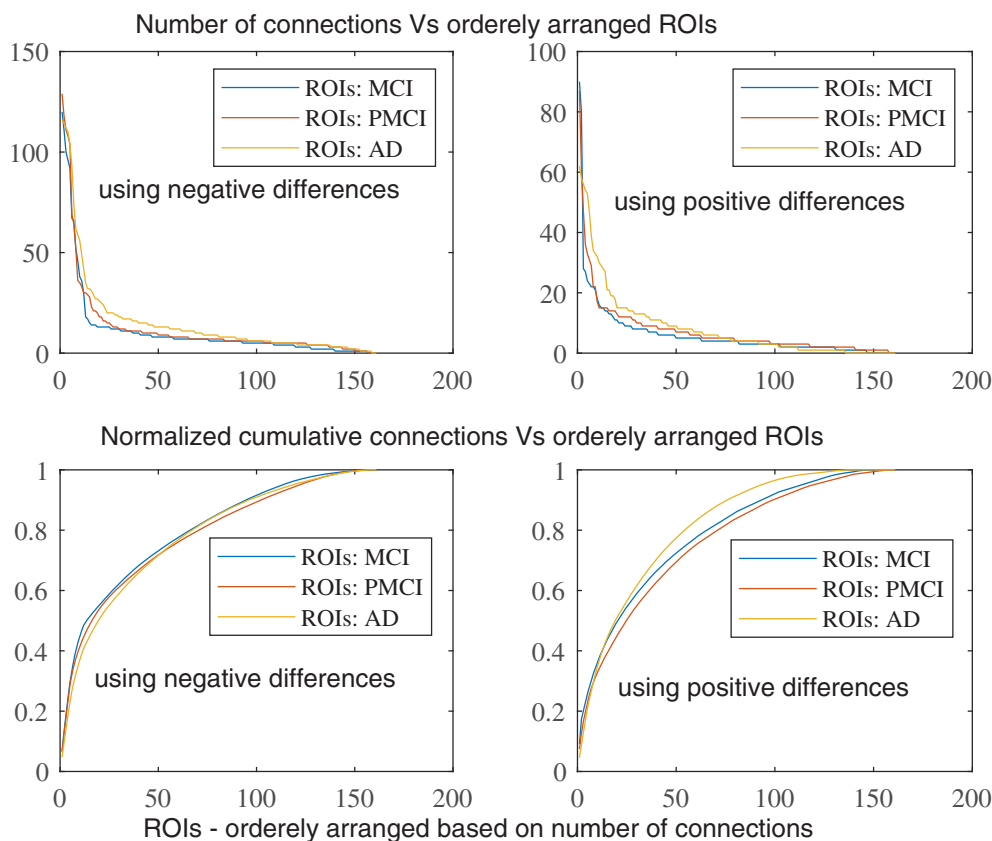 Number of connections Vs orderely arranged ROIs
150
100
50
0
ROIs: MCI
ROIs: PMCI
ROIs: AD
using negative differences
0 50 100 150 200
100
80
60
40
20
0
ROIs: MCI
ROIs: PMCI
ROIs: AD
using positive differences
0 50 100 150 200
Normalized cumulative connections Vs orderely arranged ROIs
1
0.8
0.6
0.4
0.2
0
ROIs: MCI
ROIs: PMCI
ROIs: AD
using negative differences
0 50 100 150 200
1
0.8
0.6
0.4
0.2
0
ROIs: MCI
ROIs: PMCI
ROIs: AD
using positive differences
0 50 100 150 200
ROIs - orderely arranged based on number of connections